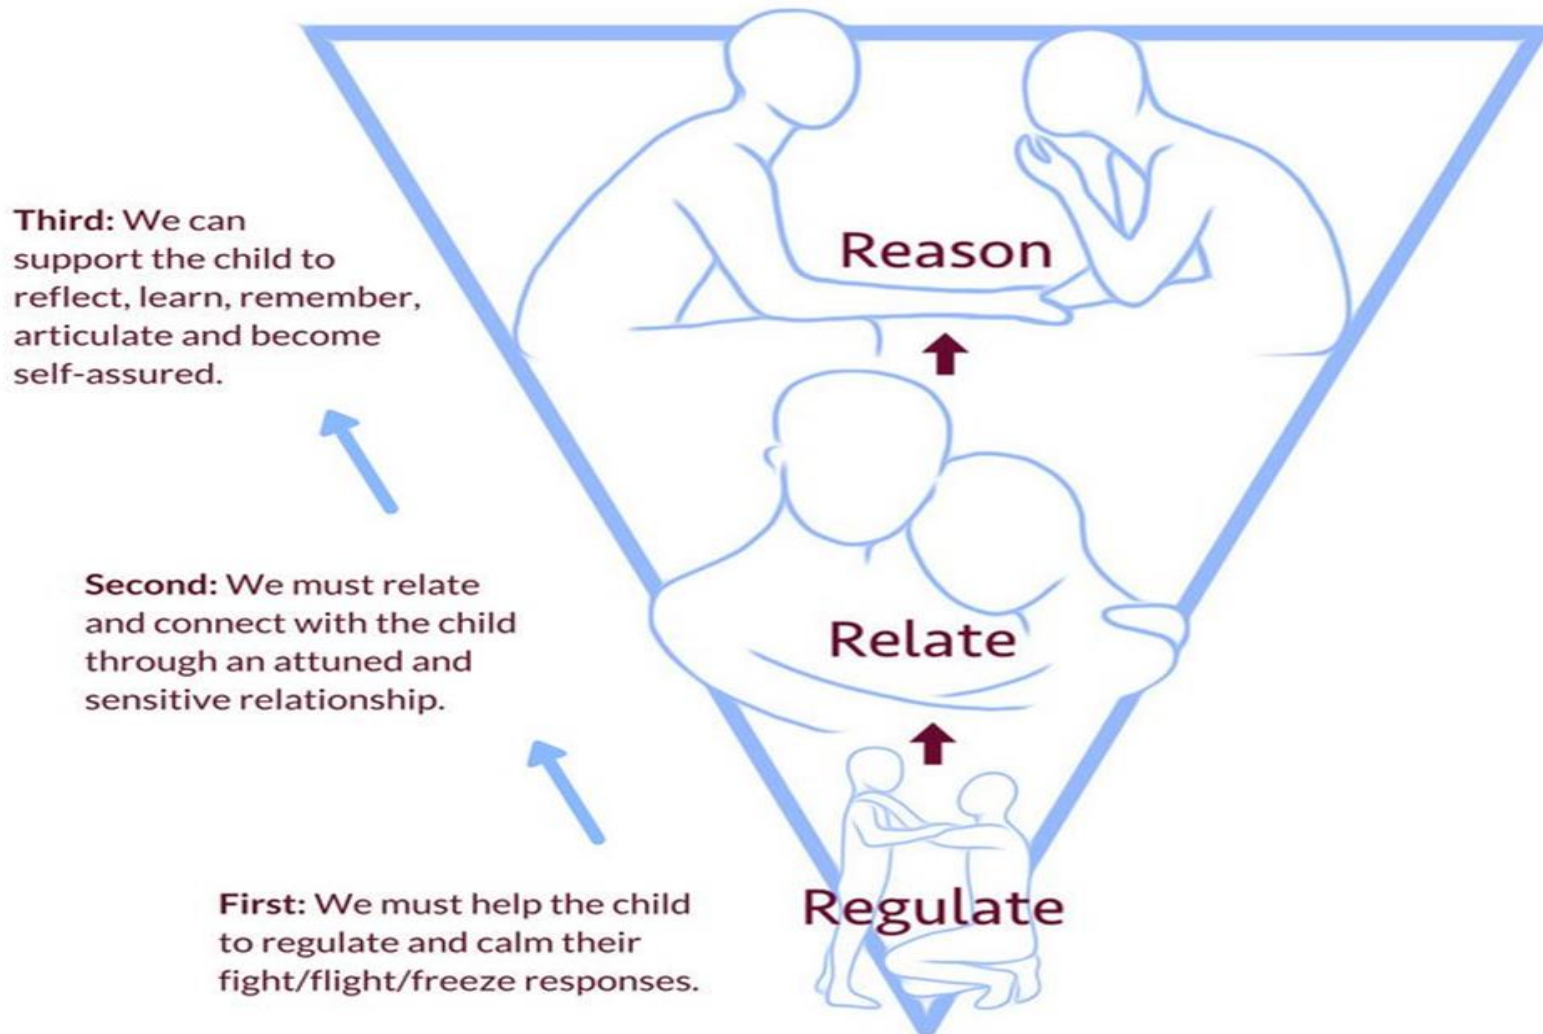 Third: We can
support the child to
reflect, learn, remember,
articulate and become
self-assured.
Reason
Second: We must relate
and connect with the child
through an attuned and
sensitive relationship.
Relate
First: We must help the child
to regulate and calm their
fight/flight/freeze responses.
Regulate